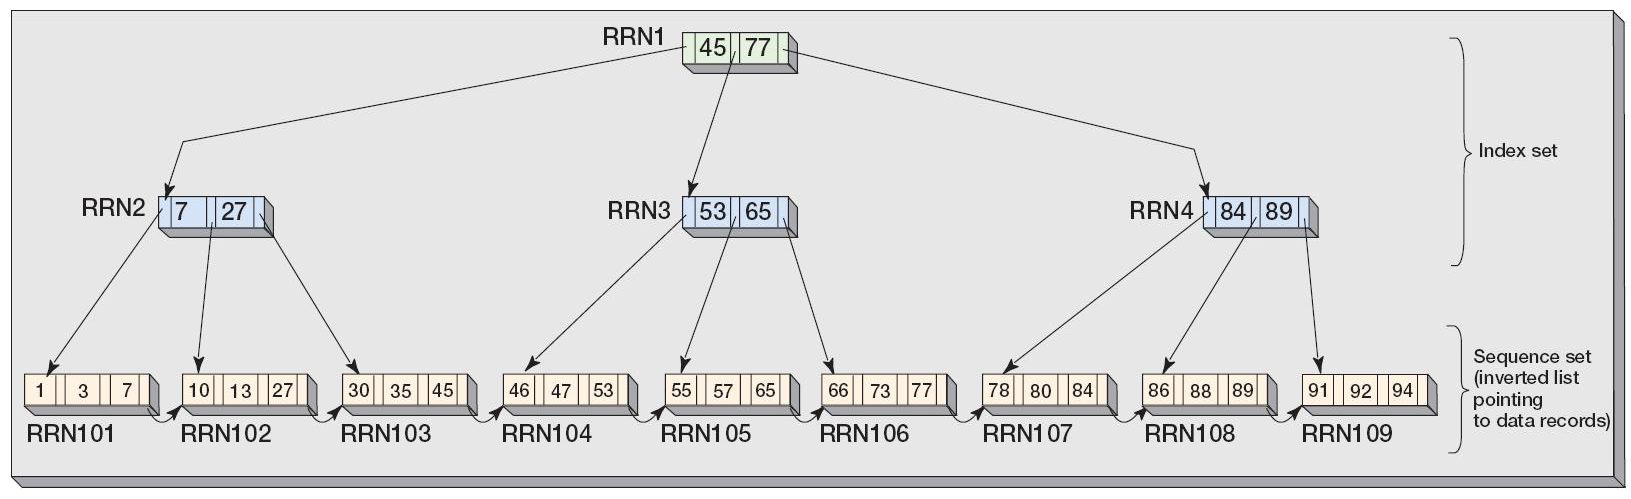 RRN1 45 77
Index set
RRN2 7 27
RRN3 53 65
RRN4 84 89
1 3 7
10 13 27
30 35 45
46 47 53
55 57 65
66 73 77
78 80 84
86 88 89
91 92 94
RRN101
RRN102
RRN103
RRN104
RRN105
RRN106
RRN107
RRN108
RRN109
Sequence set
(inverted list
pointing
to data records)